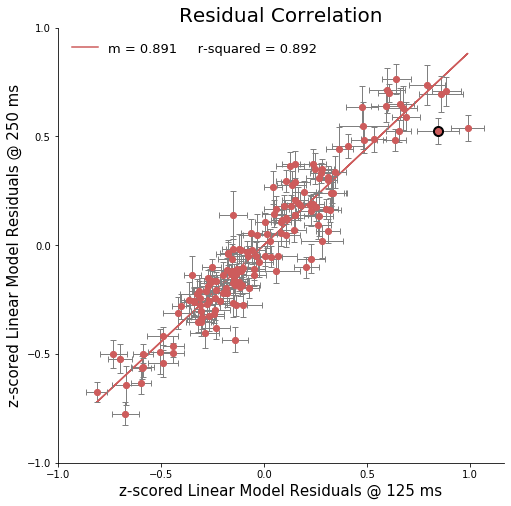 Residual Correlation
m = 0.891 r-squared = 0.892
z-scored Linear Model Residuals @ 250 ms
1.0
0.5
0.0
−0.5
−1.0
−1.0 −0.5 0.0 0.5 1.0
z-scored Linear Model Residuals @ 125 ms